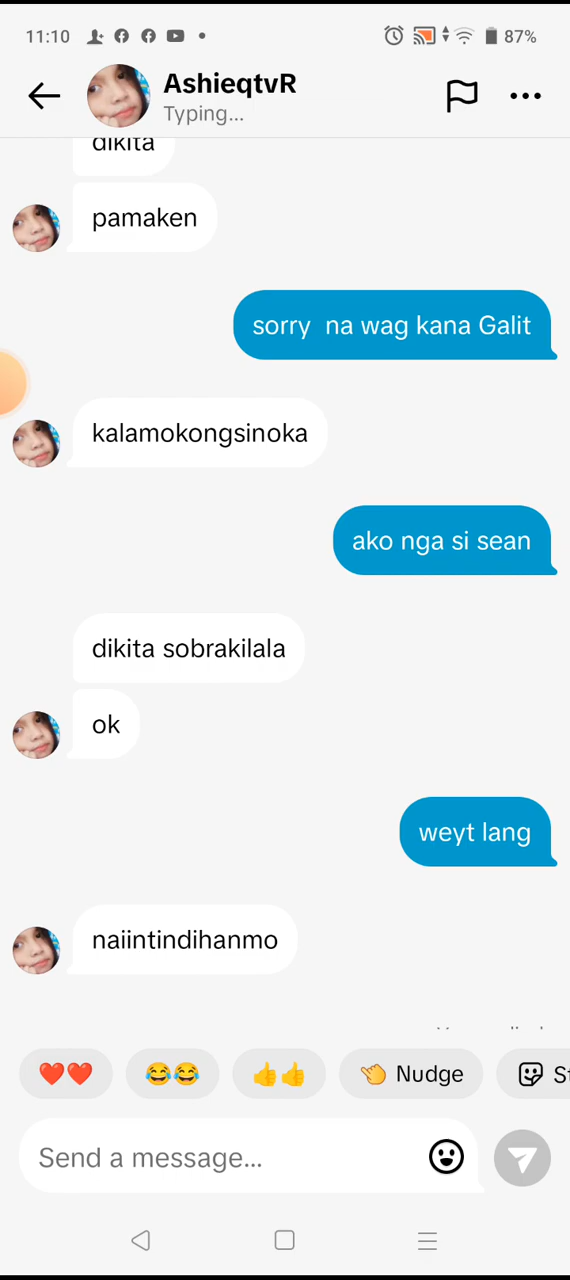 11:10
87%
AshieqtvR
Typing...
dikita
pamaken
sorry na wag kana Galit
kalamokongsinoka
ako nga si sean
dikita sobrakilala
ok
weyt lang
naiintindihanmo
❤️❤️ 😂😂 👍👍 👈 Nudge
Send a message...